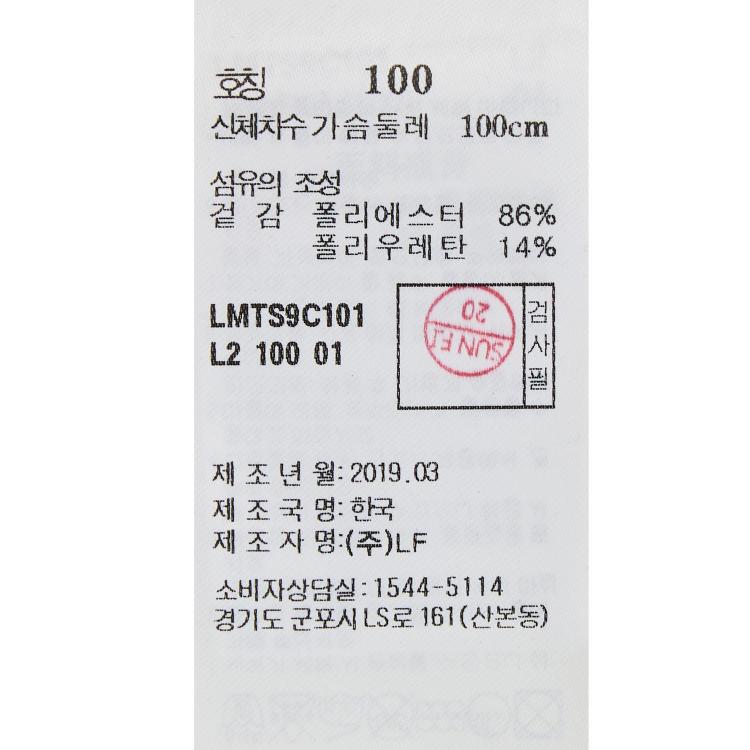 호칭 100
신체치수 가슴둘레 100cm
섬유의 조성
겉 감 폴리에스터 86%
폴리우레탄 14%
LMTS9C101
L2 100 01
검사필
20
SUN FI
제 조 년 월: 2019.03
제 조 국 명: 한국
제 조 자 명:(주)LF
소비자상담실: 1544-5114
경기도 군포시 LS로 161 (산본동)